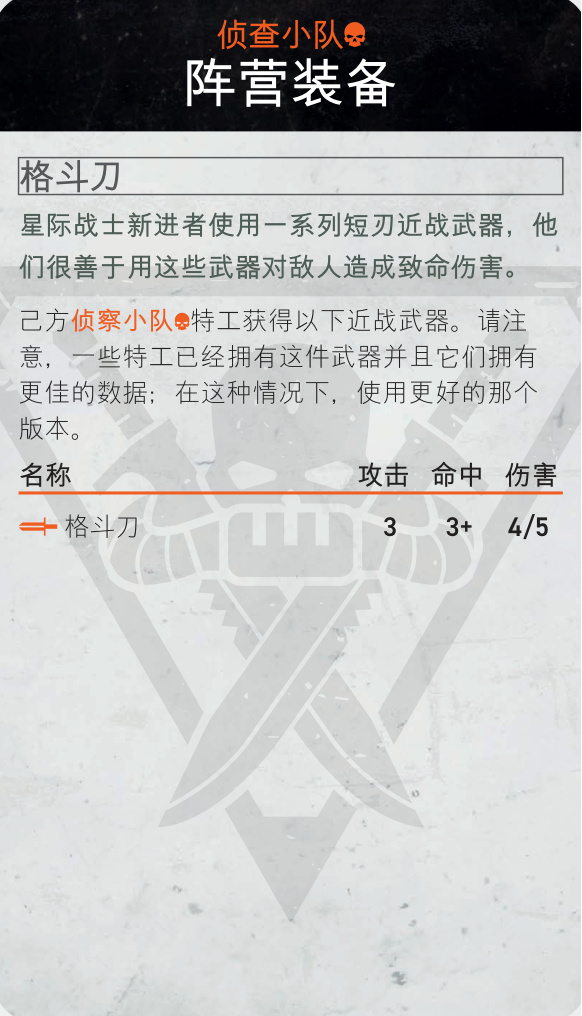 侦查小队
阵营装备
格斗刀
星际战士新进者使用一系列短刃近战武器，他
们很善于用这些武器对敌人造成致命伤害。
己方侦察小队特工获得以下近战武器。请注
意，一些特工已经拥有这件武器并且它们拥有
更佳的数据；在这种情况下，使用更好的那个
版本。
名称 攻击 命中 伤害
格斗刀 3 3+ 4/5